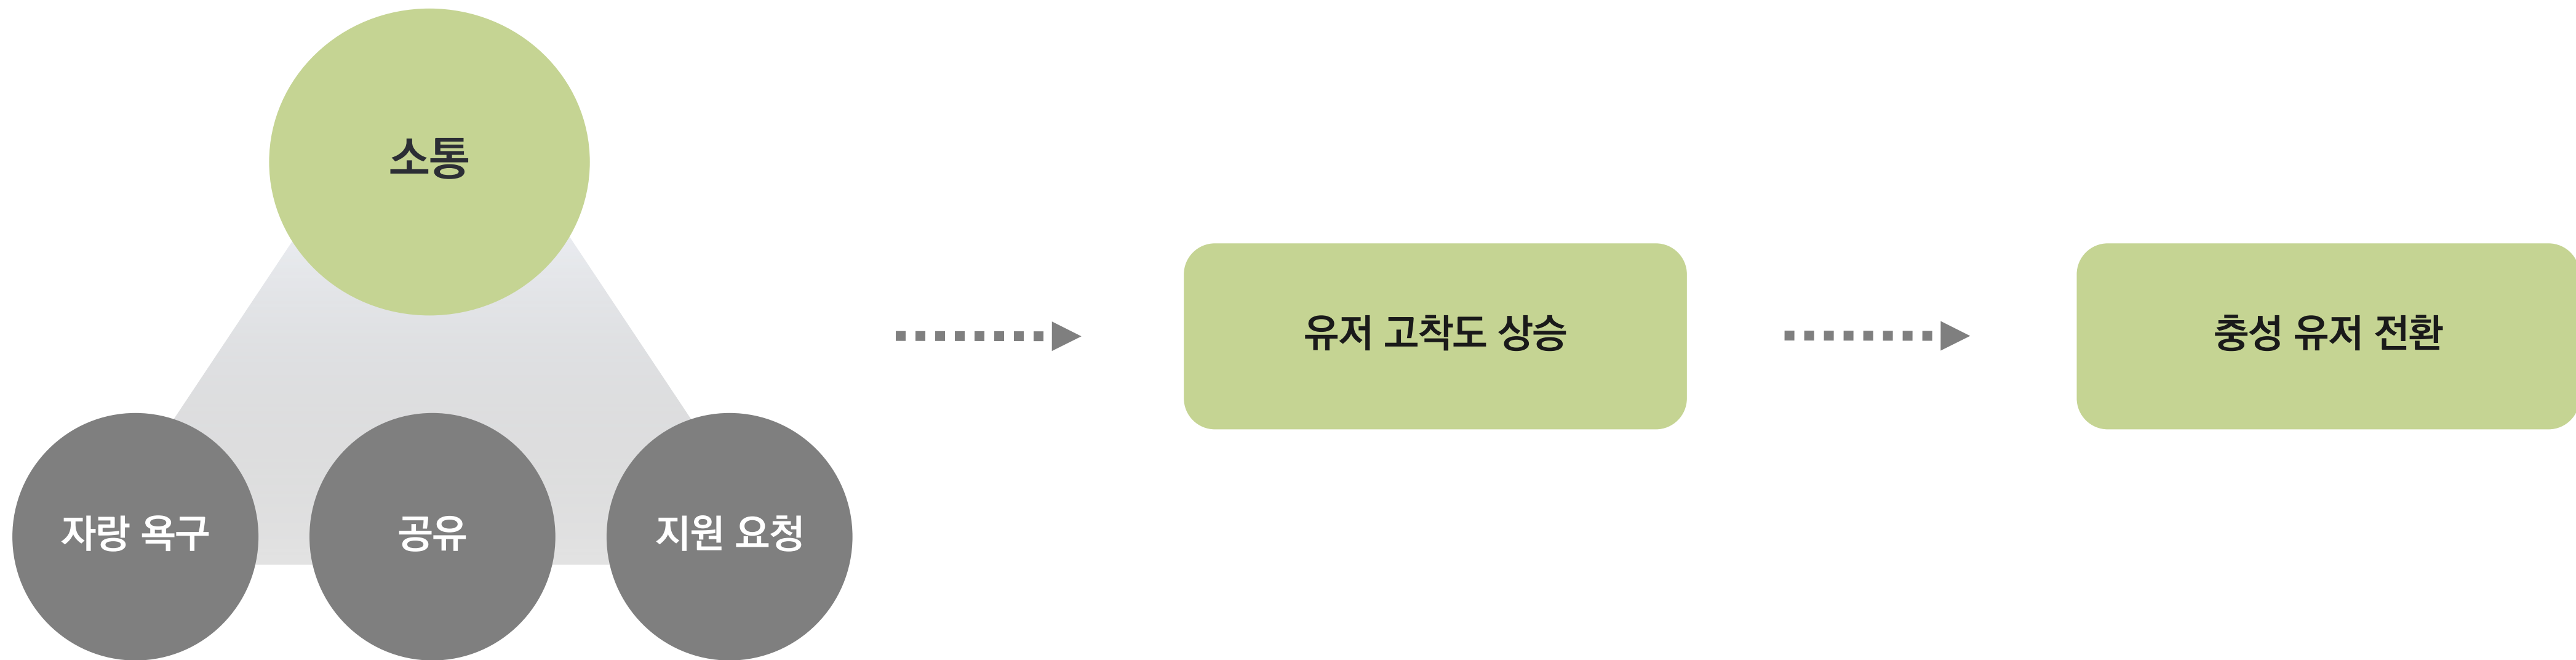 소통
자랑 욕구
공유
지원 요청
유저 고착도 상승
충성 유저 전환